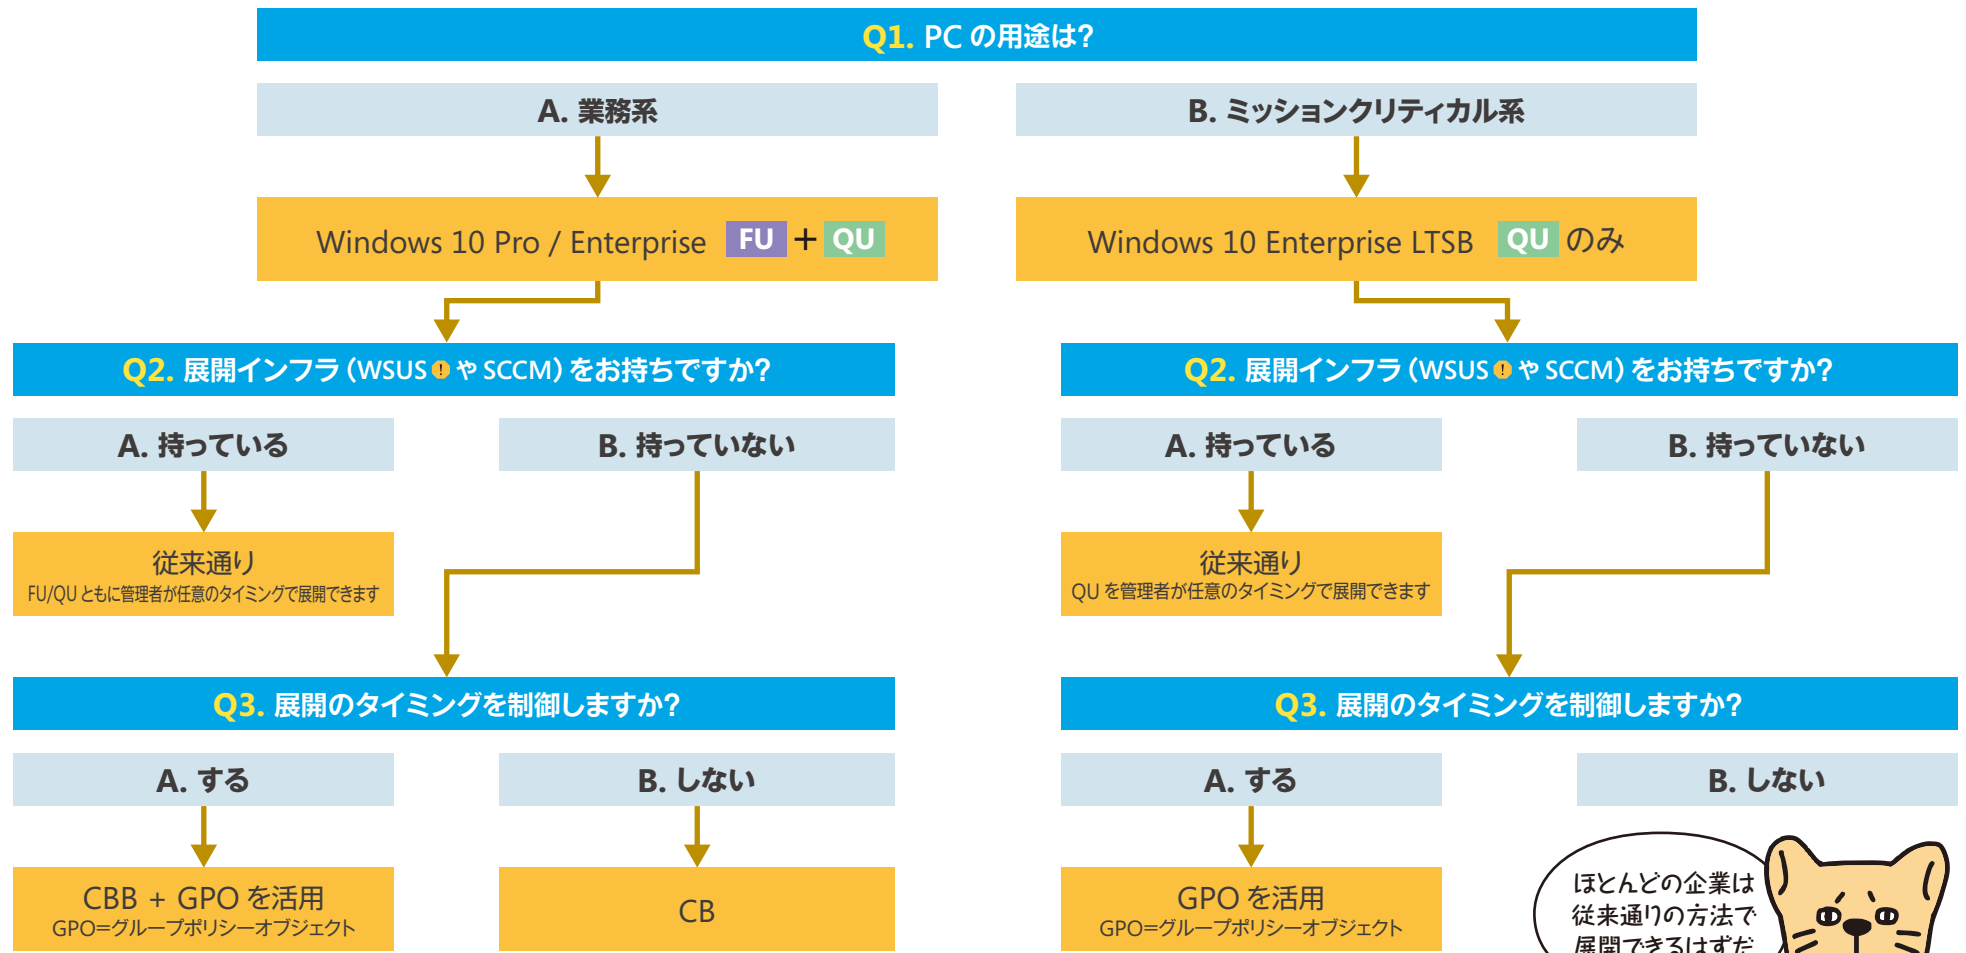 Q1. PC の用途は？
A. 業務系
B. ミッションクリティカル系
Windows 10 Pro / Enterprise FU + QU
Windows 10 Enterprise LTSB QU のみ
Q2. 展開インフラ（WSUS ! や SCCM）をお持ちですか？
Q2. 展開インフラ（WSUS ! や SCCM）をお持ちですか？
A. 持っている
B. 持っていない
A. 持っている
B. 持っていない
従来通り
FU/QU ともに管理者が任意のタイミングで展開できます
従来通り
QU を管理者が任意のタイミングで展開できます
Q3. 展開のタイミングを制御しますか？
Q3. 展開のタイミングを制御しますか？
A. する
B. しない
A. する
B. しない
CBB + GPO を活用
GPO=グループポリシーオブジェクト
CB
GPO を活用
GPO=グループポリシーオブジェクト
ほとんどの企業は
従来通りの方法で
展開できるはずだ